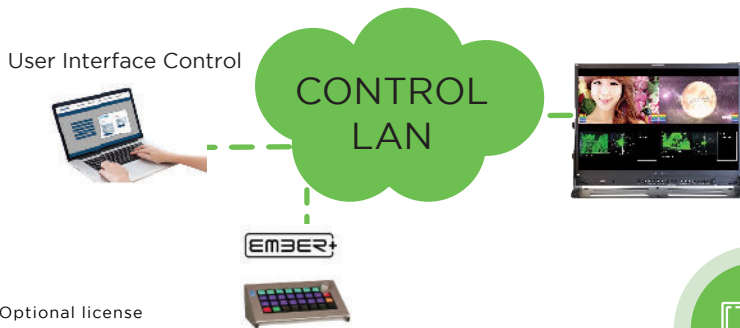 User Interface Control
CONTROL
LAN
EMBER+
Optional license